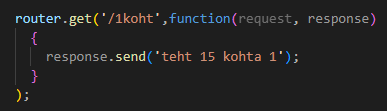 router.get('/1koht',function(request, response)
{
response.send('teht 15 kohta 1');
}
);